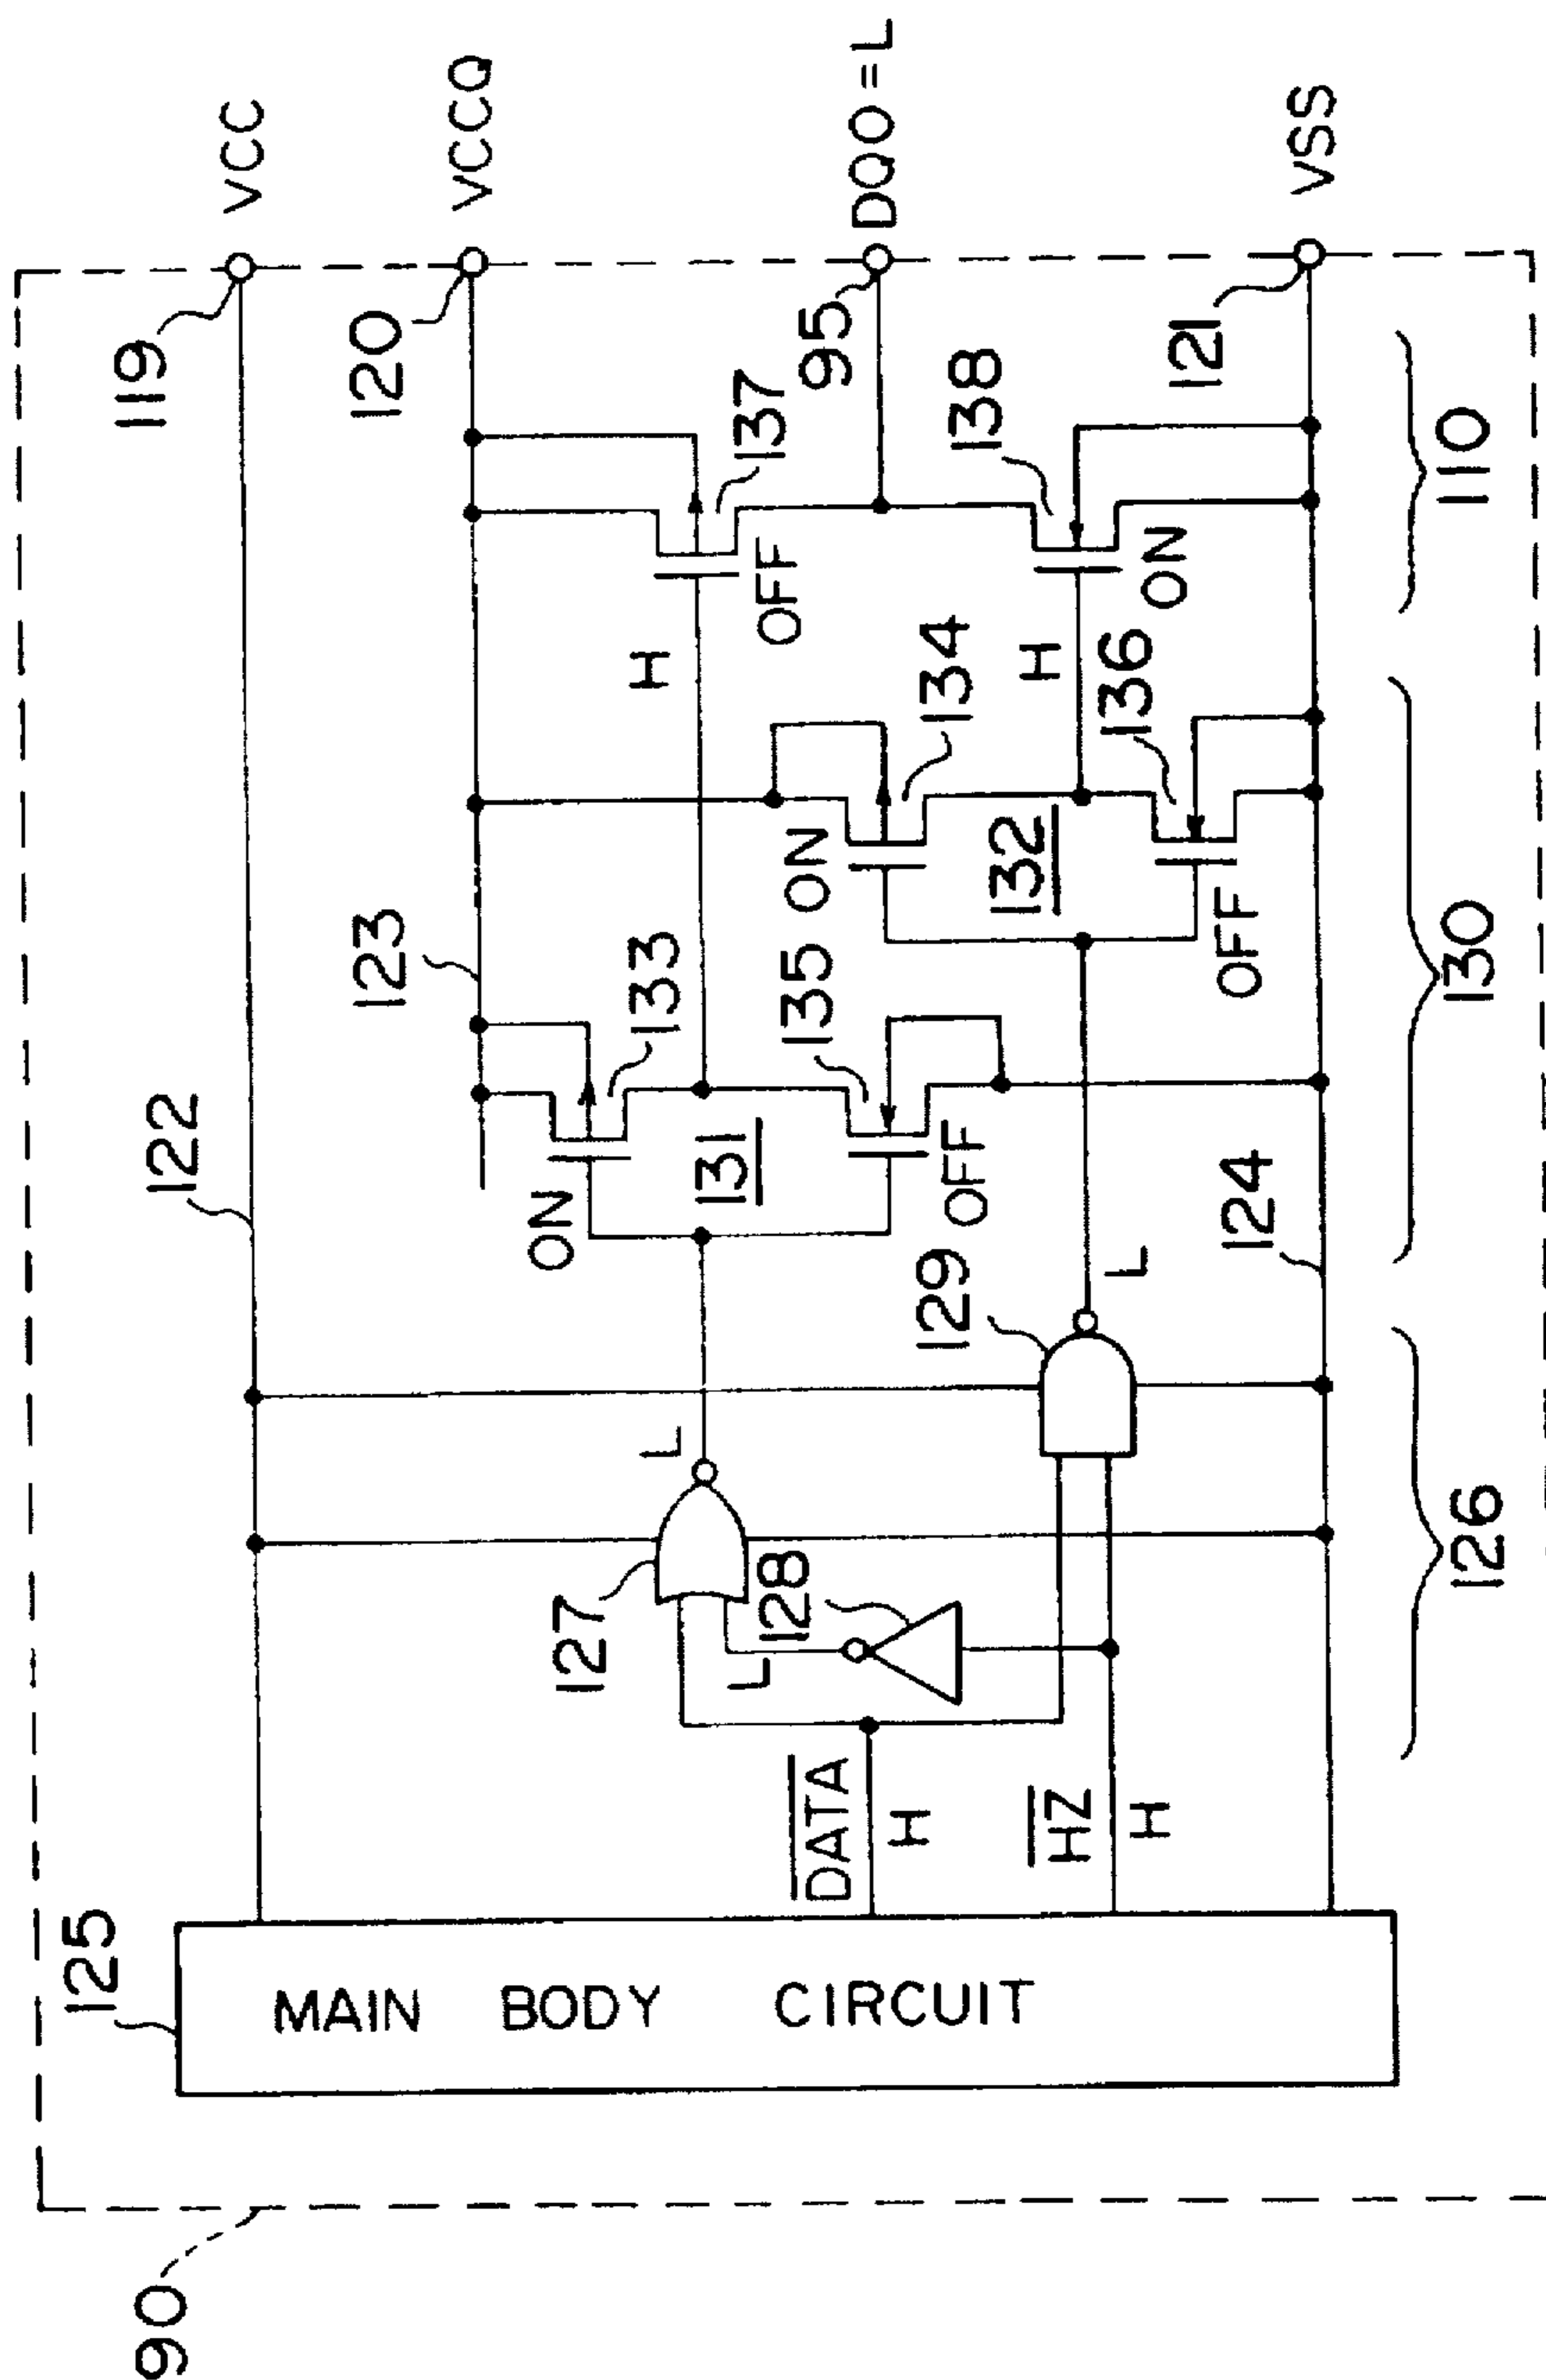 90
125
MAIN BODY CIRCUIT
122
119
VCC
123
120
VCCQ
DATA
H
HZ
H
127
128
L
L
129
L
126
ON
133
131
135
OFF
124
ON
134
132
136
OFF
130
H
H
137
OFF
138
ON
110
95
DQ0=L
121
VSS